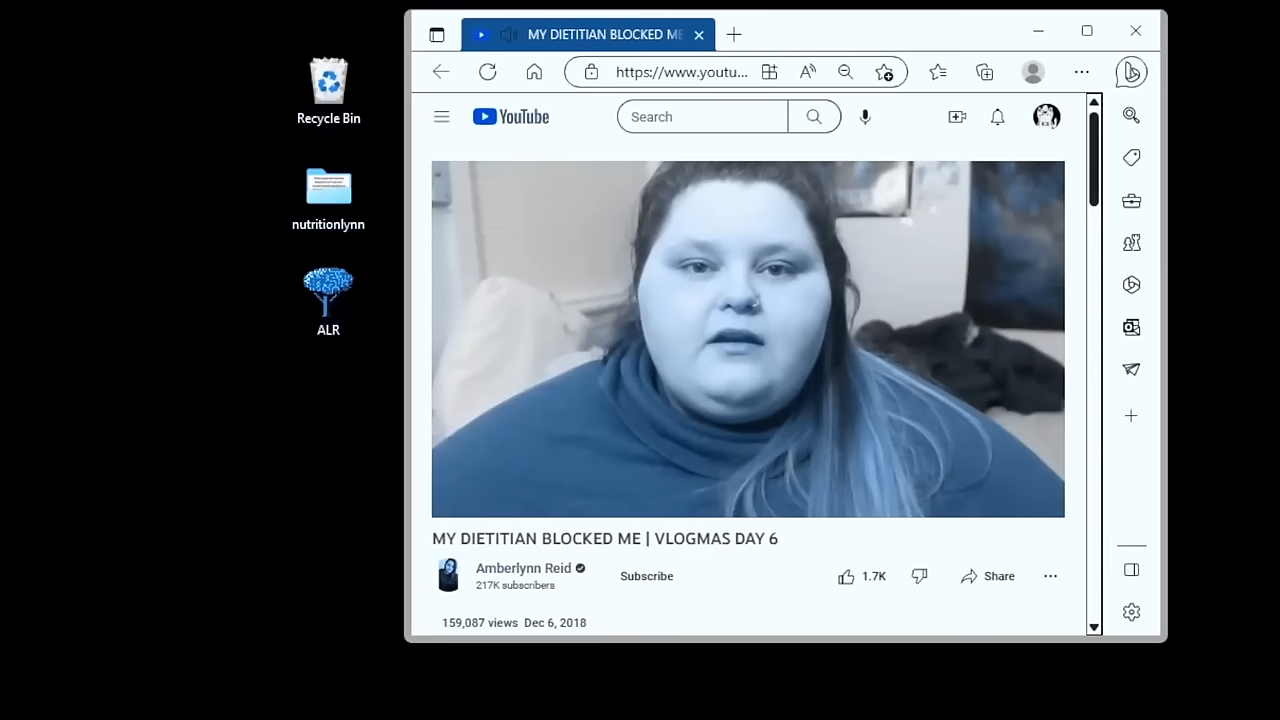 Recycle Bin
nutritionlynn
ALR
MY DIETITIAN BLOCKED ME
https://www.youtu...
YouTube
Search
MY DIETITIAN BLOCKED ME | VLOGMAS DAY 6
Amberlynn Reid
217K subscribers
Subscribe
1.7K
Share
159,087 views Dec 6, 2018